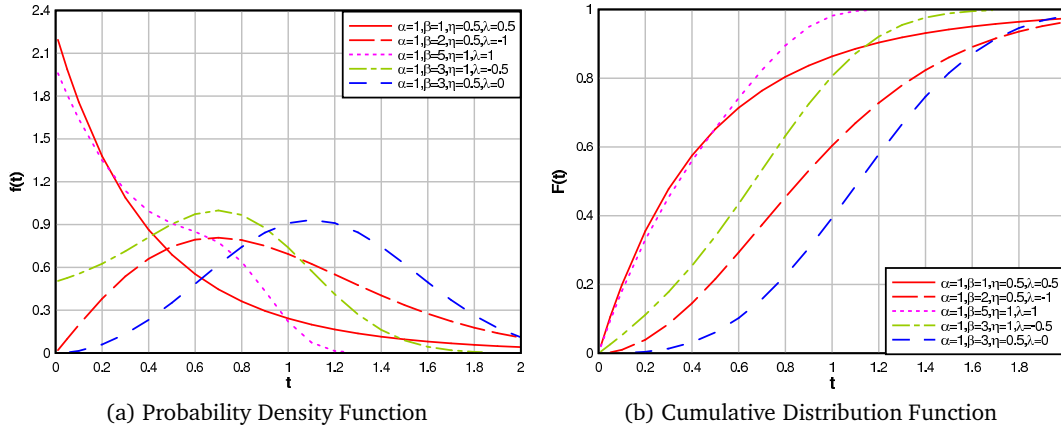 2.4
2.1
1.8
1.5
1.2
0.9
0.6
0.3
0
f(t)
0 0.2 0.4 0.6 0.8 1 1.2 1.4 1.6 1.8 2
t
α=1,β=1,η=0.5,λ=0.5
α=1,β=2,η=0.5,λ=-1
α=1,β=5,η=1,λ=1
α=1,β=3,η=1,λ=-0.5
α=1,β=3,η=0.5,λ=0
(a) Probability Density Function
1
0.8
0.6
0.4
0.2
0
F(t)
0 0.2 0.4 0.6 0.8 1 1.2 1.4 1.6 1.8
t
α=1,β=1,η=0.5,λ=0.5
α=1,β=2,η=0.5,λ=-1
α=1,β=5,η=1,λ=1
α=1,β=3,η=1,λ=-0.5
α=1,β=3,η=0.5,λ=0
(b) Cumulative Distribution Function